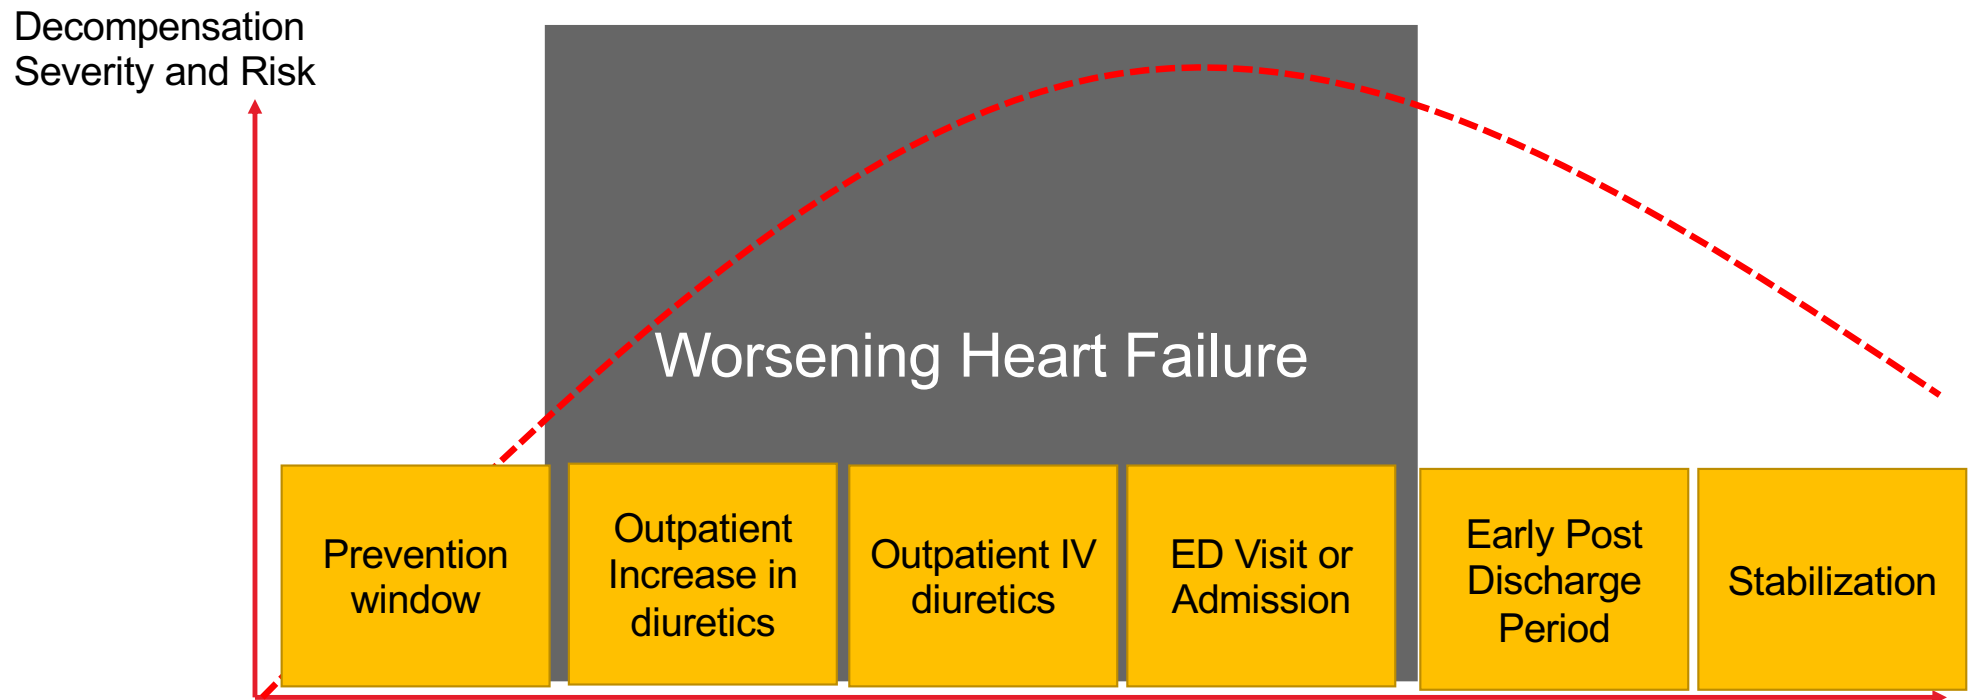 Decompensation
Severity and Risk
Worsening Heart Failure
Prevention
window
Outpatient
Increase in
diuretics
Outpatient IV
diuretics
ED Visit or
Admission
Early Post
Discharge
Period
Stabilization